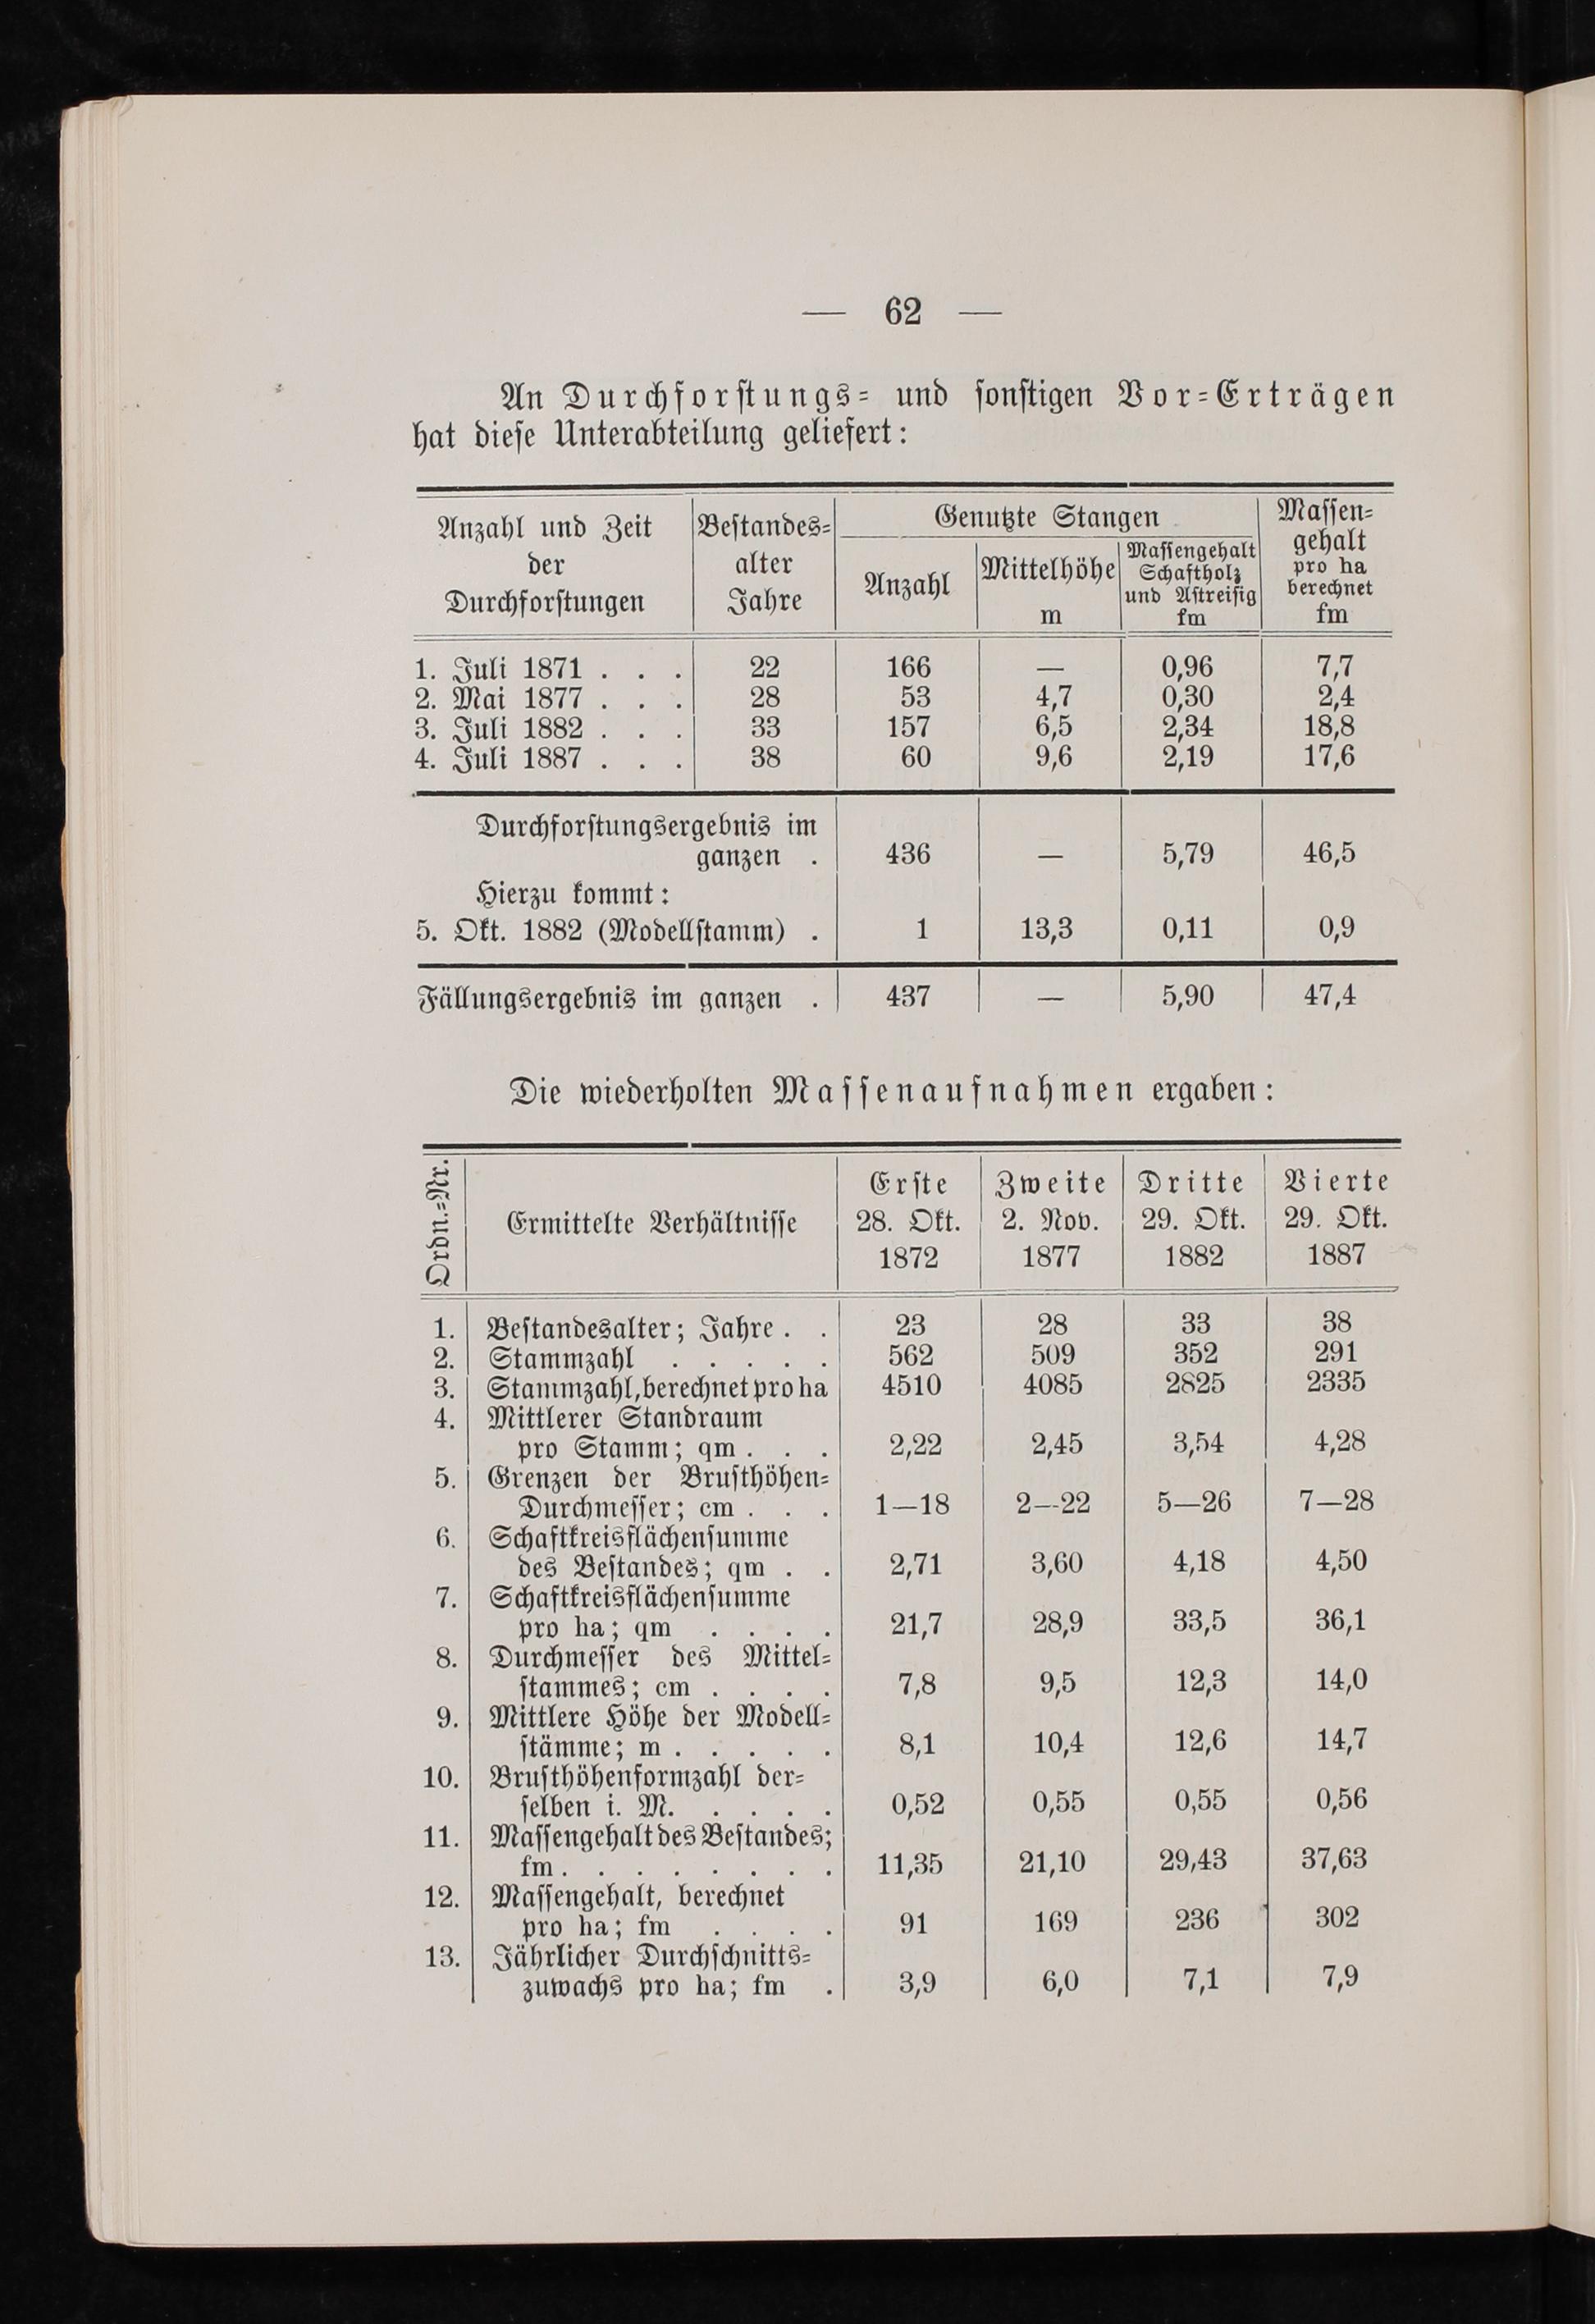 — 62 —
An Durchforſtungs= und ſonſtigen Vor=Erträgen
hat dieſe Unterabteilung geliefert:
Anzahl und Zeit der Durchforſtungen | Beſtandes= alter Jahre | Genutzte Stangen | Maſſen= gehalt pro ha berechnet fm
Anzahl | Mittelhöhe m | Maſſengehalt Schaftholz und Aſtreiſig fm
1. Juli 1871 . . . 22 166 — 0,96 7,7
2. Mai 1877 . . . 28 53 4,7 0,30 2,4
3. Juli 1882 . . . 33 157 6,5 2,34 18,8
4. Juli 1887 . . . 38 60 9,6 2,19 17,6
Durchforſtungsergebnis im
ganzen . 436 — 5,79 46,5
Hierzu kommt:
5. Okt. 1882 (Modellſtamm) . 1 13,3 0,11 0,9
Fällungsergebnis im ganzen . 437 — 5,90 47,4
Die wiederholten Maſſenaufnahmen ergaben:
Ordn.=Nr. | Ermittelte Verhältniſſe | Erſte 28. Okt. 1872 | Zweite 2. Nov. 1877 | Dritte 29. Okt. 1882 | Vierte 29. Okt. 1887
1. Beſtandesalter; Jahre . . 23 28 33 38
2. Stammzahl . . . . . 562 509 352 291
3. Stammzahl, berechnet pro ha 4510 4085 2825 2335
4. Mittlerer Standraum
pro Stamm; qm . . . 2,22 2,45 3,54 4,28
5. Grenzen der Bruſthöhen=
Durchmeſſer; cm . . . 1—18 2—22 5—26 7—28
6. Schaftkreisflächenſumme
des Beſtandes; qm . . 2,71 3,60 4,18 4,50
7. Schaftkreisflächenſumme
pro ha; qm . . . . 21,7 28,9 33,5 36,1
8. Durchmeſſer des Mittel=
ſtammes; cm . . . . 7,8 9,5 12,3 14,0
9. Mittlere Höhe der Modell=
ſtämme; m . . . . . 8,1 10,4 12,6 14,7
10. Bruſthöhenformzahl der=
ſelben i. M. . . . . 0,52 0,55 0,55 0,56
11. Maſſengehalt des Beſtandes;
fm . . . . . . . . 11,35 21,10 29,43 37,63
12. Maſſengehalt, berechnet
pro ha; fm . . . . 91 169 236 302
13. Jährlicher Durchſchnitts=
zuwachs pro ha; fm . 3,9 6,0 7,1 7,9